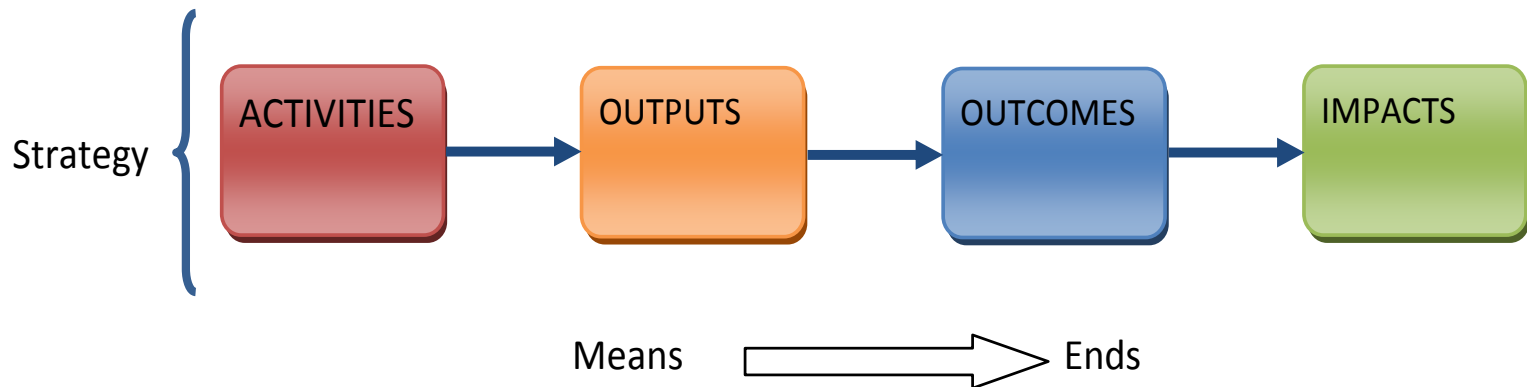 Strategy
ACTIVITIES
OUTPUTS
OUTCOMES
IMPACTS
Means
Ends